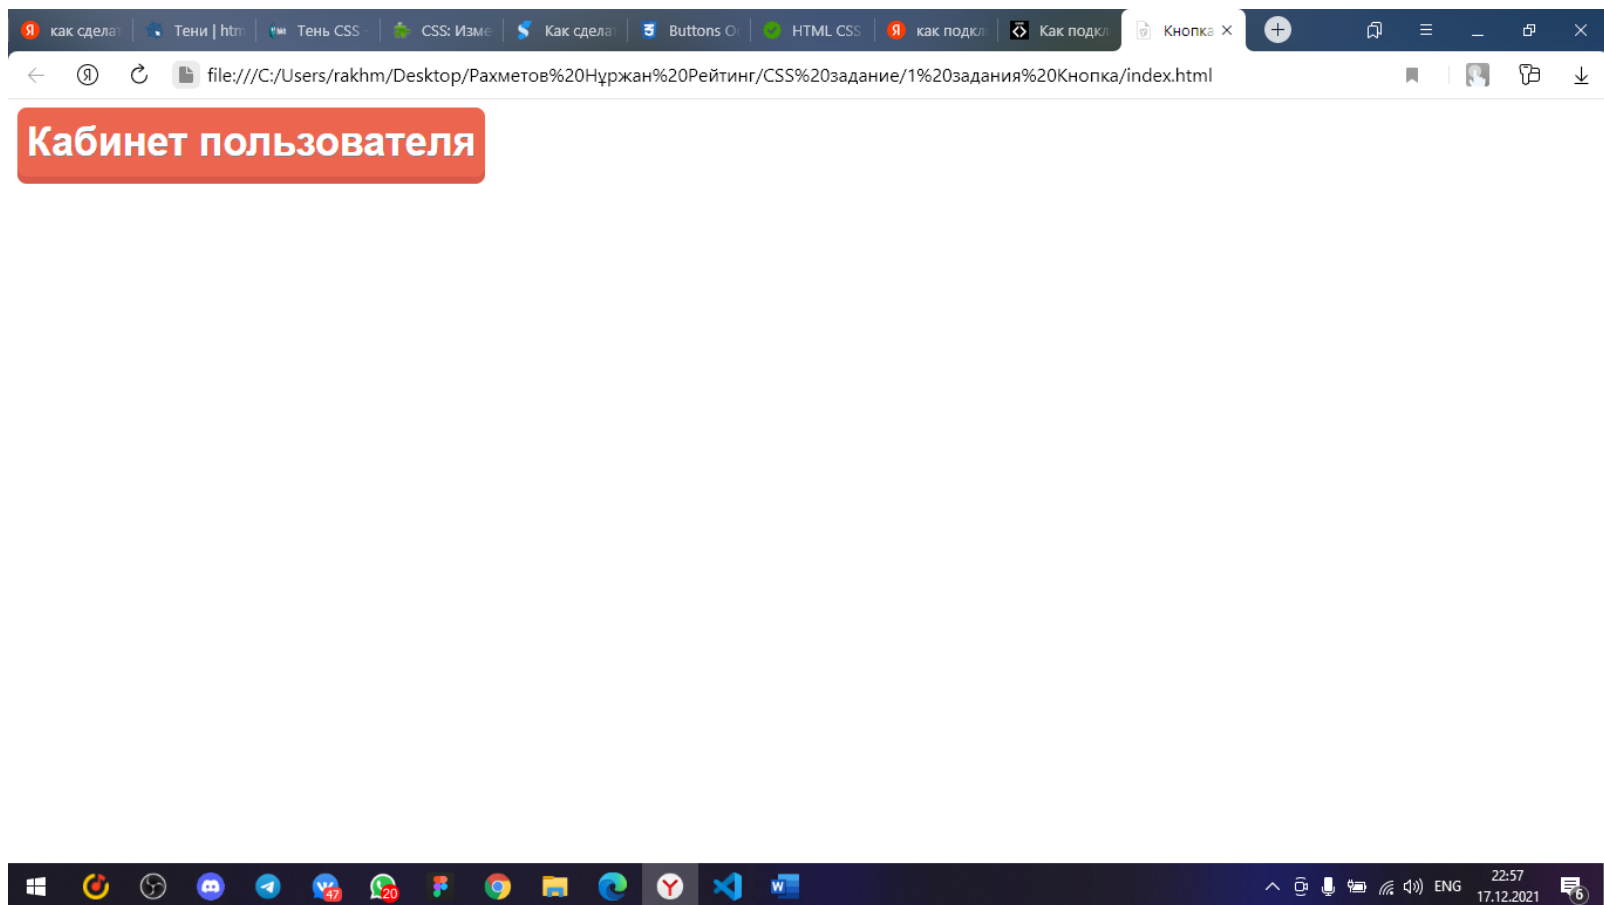 как сделат Тени | htm Тень CSS - CSS: Изме Как сделат Buttons HTML CSS как подкл Как подкл Кнопка
file:///C:/Users/rakhm/Desktop/Рахметов%20Нұржан%20Рейтинг/CSS%20задание/1%20задания%20Кнопка/index.html
Кабинет пользователя
47 20 ENG 22:57 6
17.12.2021